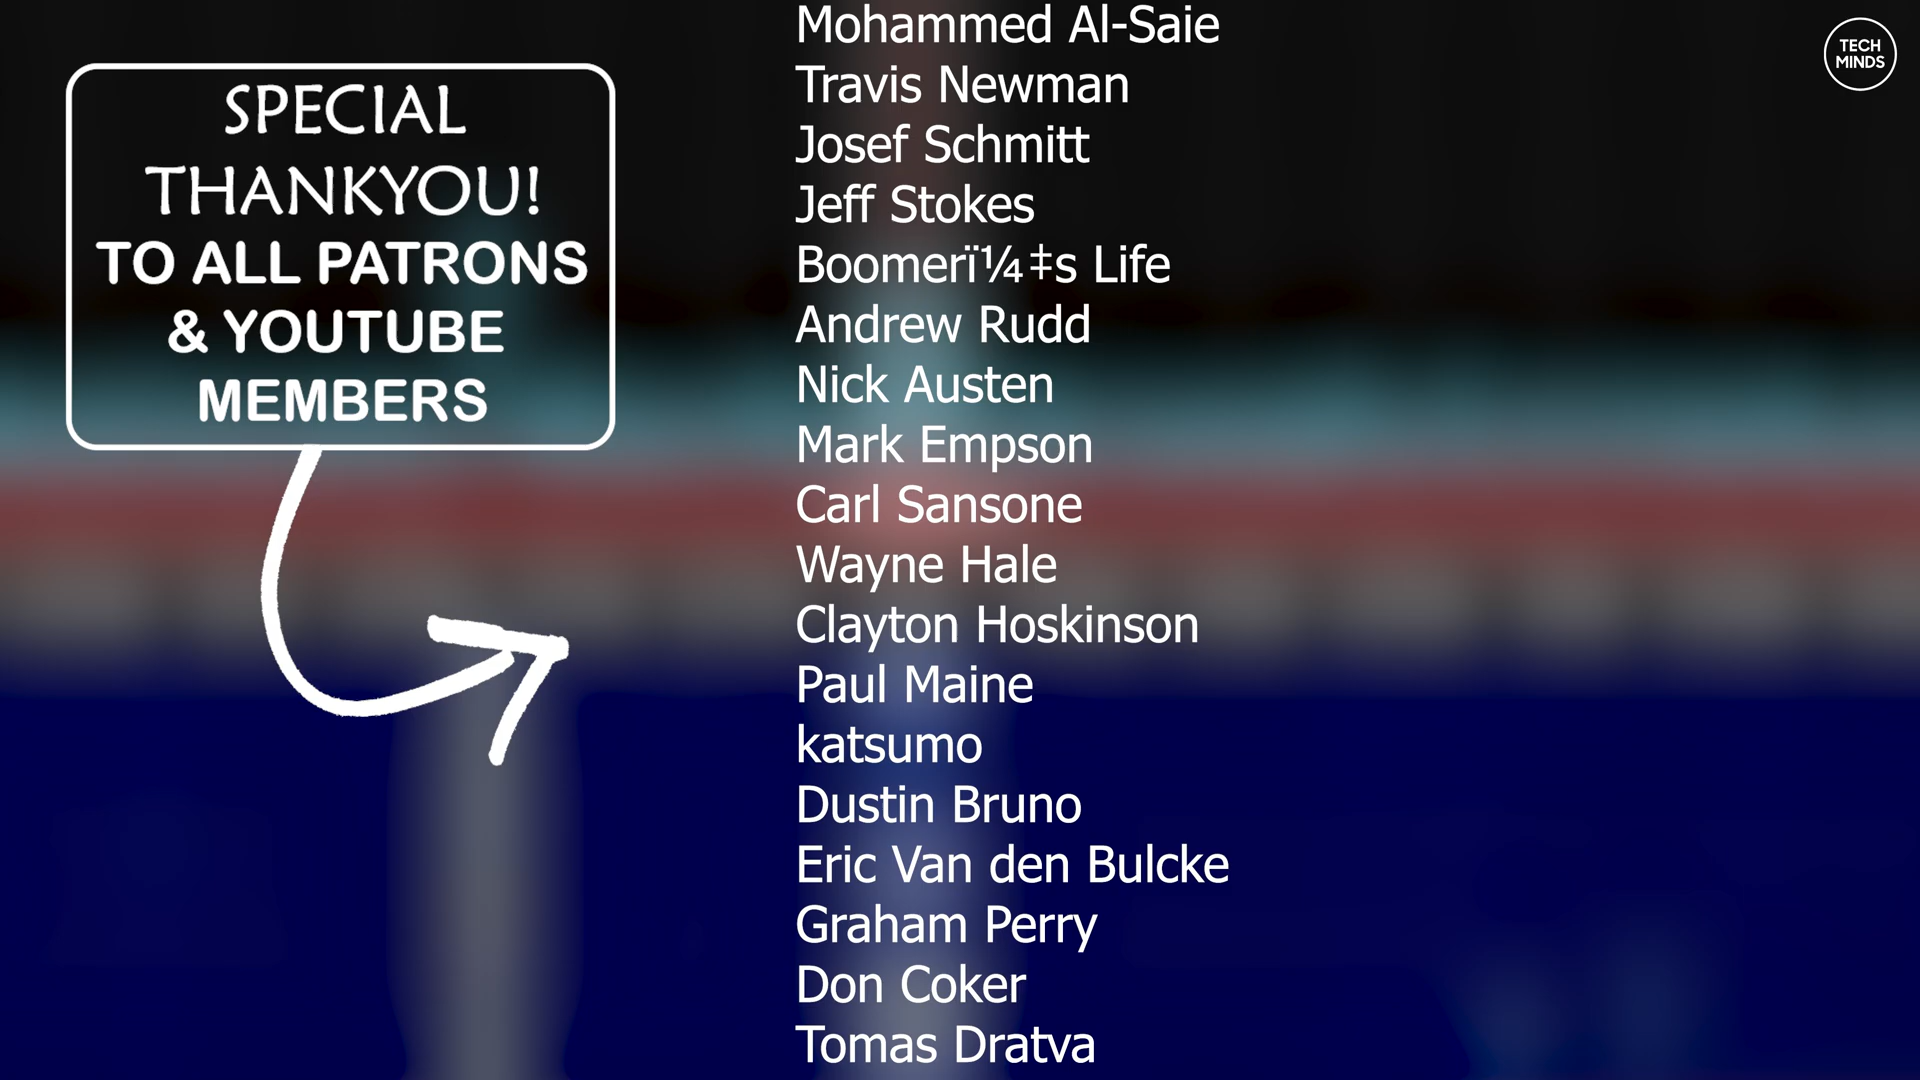 SPECIAL
THANKYOU!
TO ALL PATRONS
& YOUTUBE
MEMBERS
Mohammed Al-Saie
Travis Newman
Josef Schmitt
Jeff Stokes
Boomerï¼‡s Life
Andrew Rudd
Nick Austen
Mark Empson
Carl Sansone
Wayne Hale
Clayton Hoskinson
Paul Maine
katsumo
Dustin Bruno
Eric Van den Bulcke
Graham Perry
Don Coker
Tomas Dratva
TECH
MINDS